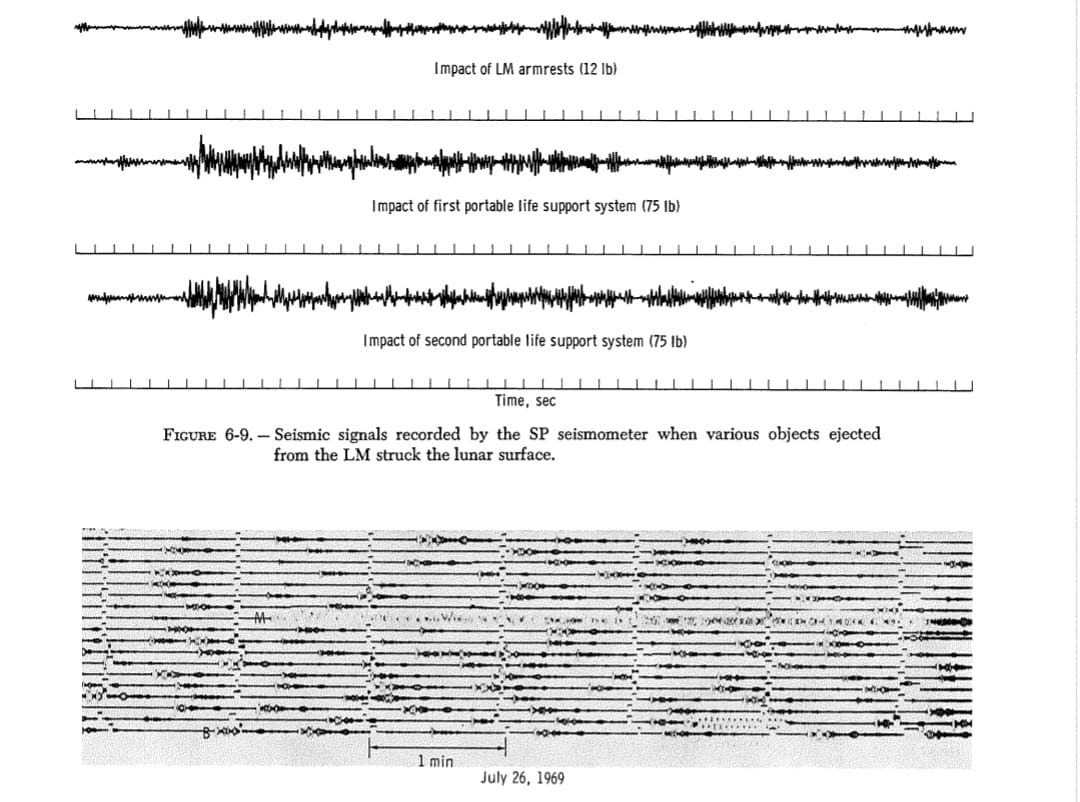 Impact of LM armrests (12 lb)
Impact of first portable life support system (75 lb)
Impact of second portable life support system (75 lb)
Time, sec
FIGURE 6-9. — Seismic signals recorded by the SP seismometer when various objects ejected
from the LM struck the lunar surface.
M
B
1 min
July 26, 1969